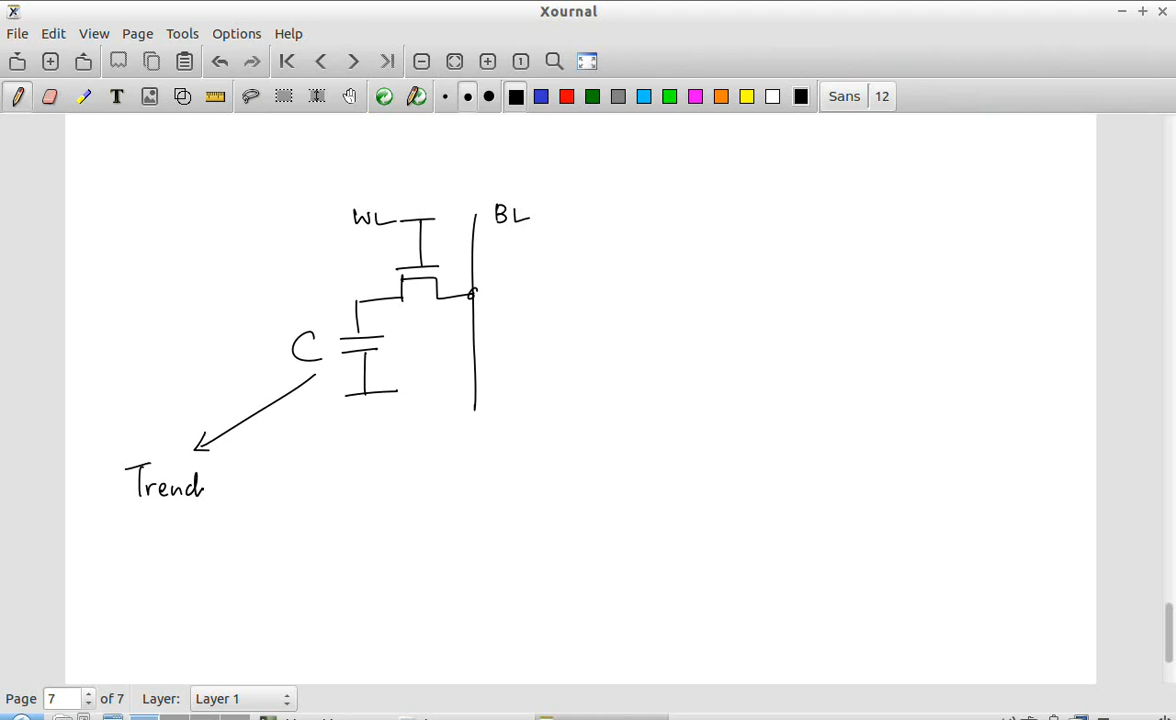 Xournal
File Edit View Page Tools Options Help
Sans 12
WL BL
C
Trend
Page 7 of 7 Layer: Layer 1